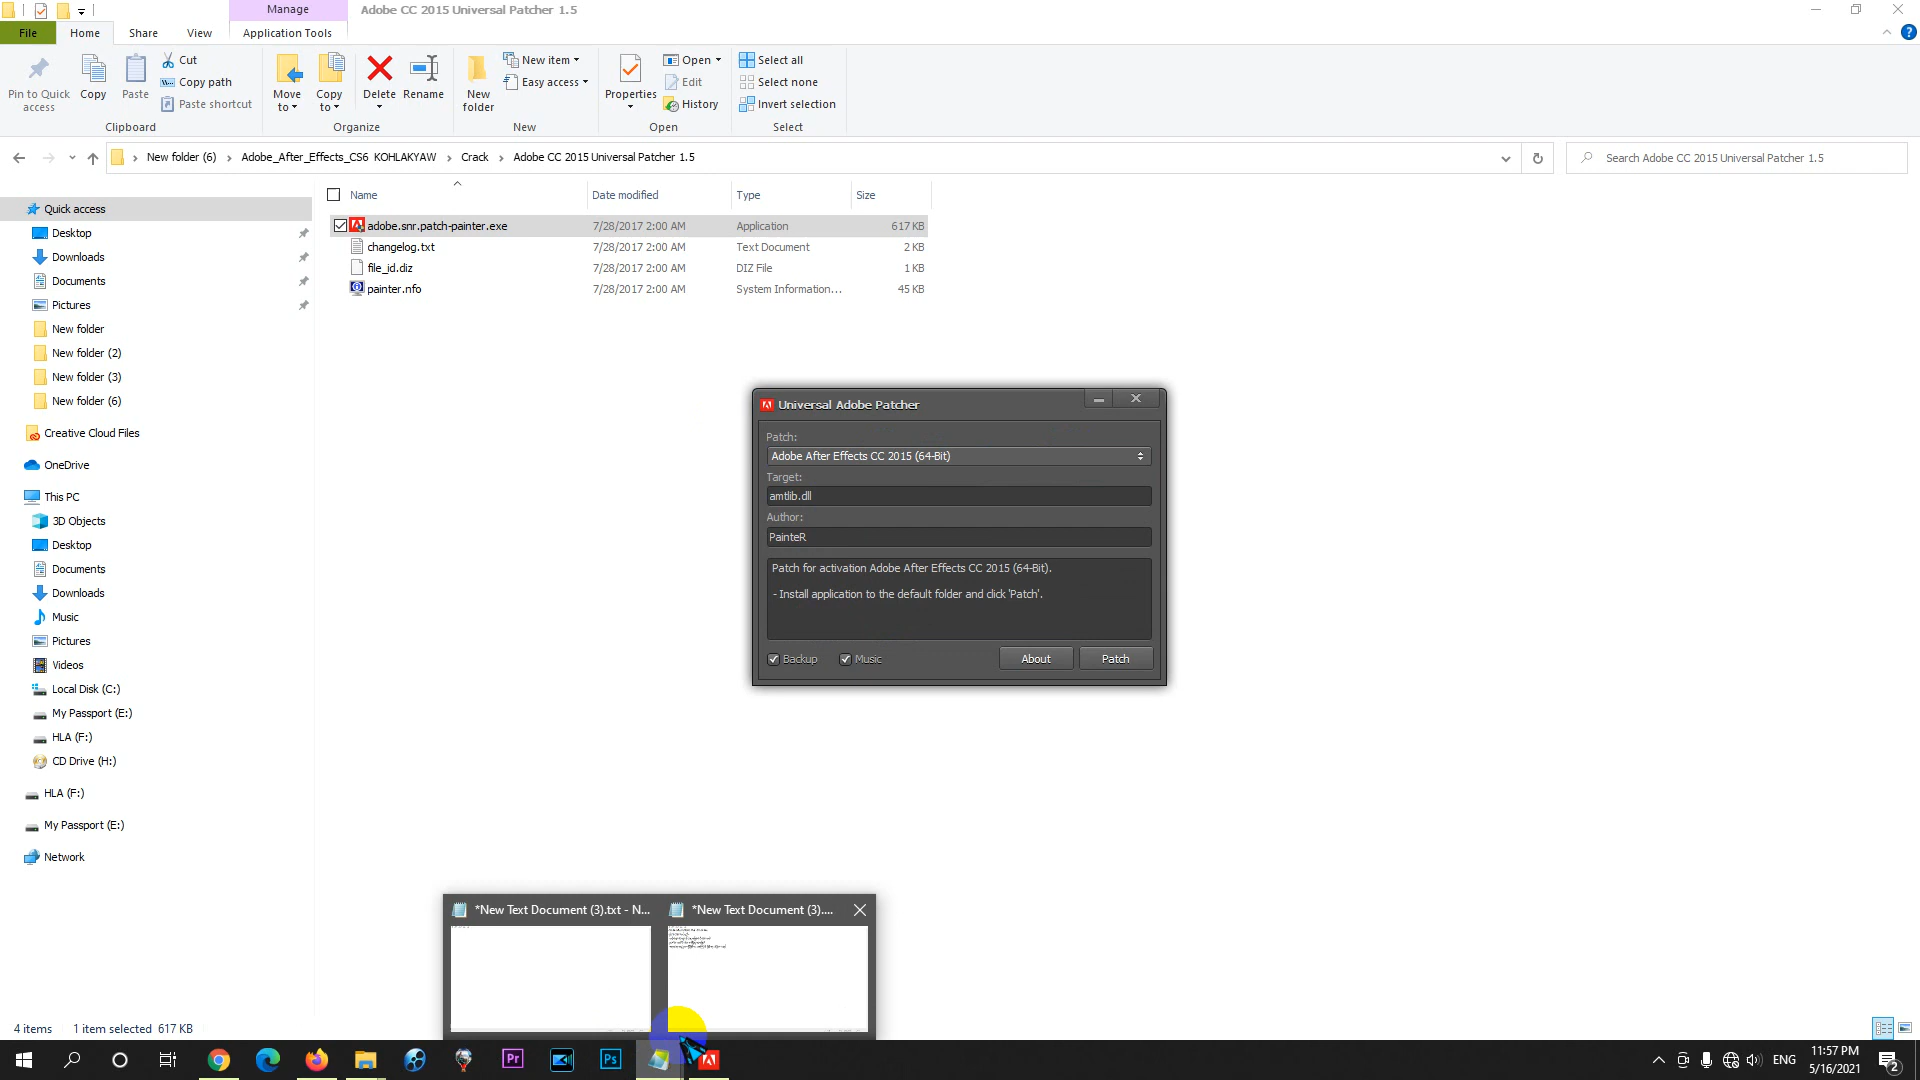 Manage
Adobe CC 2015 Universal Patcher 1.5
File
Home
Share
View
Application Tools
Pin to Quick access
Copy
Paste
Cut
Copy path
Paste shortcut
Clipboard
Move to
Copy to
Delete
Rename
Organize
New folder
New item
Easy access
New
Properties
Open
Edit
History
Open
Select all
Select none
Invert selection
Select
New folder (6)
Adobe_After_Effects_CS6 KOHLAKYAW
Crack
Adobe CC 2015 Universal Patcher 1.5
Search Adobe CC 2015 Universal Patcher 1.5
Name
Date modified
Type
Size
adobe.snr.patch-painter.exe 7/28/2017 2:00 AM Application 617 KB
changelog.txt 7/28/2017 2:00 AM Text Document 2 KB
file_id.diz 7/28/2017 2:00 AM DIZ File 1 KB
painter.nfo 7/28/2017 2:00 AM System Information... 45 KB
Quick access
Desktop
Downloads
Documents
Pictures
New folder
New folder (2)
New folder (3)
New folder (6)
Creative Cloud Files
OneDrive
This PC
3D Objects
Desktop
Documents
Downloads
Music
Pictures
Videos
Local Disk (C:)
My Passport (E:)
HLA (F:)
CD Drive (H:)
HLA (F:)
My Passport (E:)
Network
Universal Adobe Patcher
Patch:
Adobe After Effects CC 2015 (64-Bit)
Target:
amtlib.dll
Author:
PainteR
Patch for activation Adobe After Effects CC 2015 (64-Bit).
- Install application to the default folder and click 'Patch'.
Backup
Music
About
Patch
*New Text Document (3).txt - N...
*New Text Document (3)....
4 items
1 item selected 617 KB
Pr
Ps
ENG
11:57 PM
5/16/2021
2